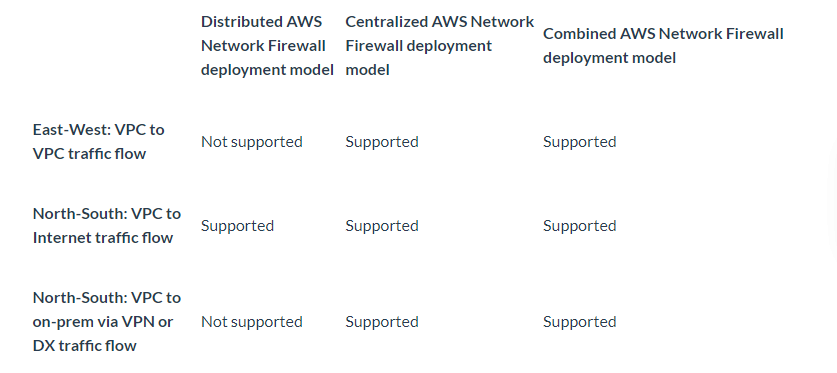 Distributed AWS
Network Firewall
deployment model
Centralized AWS Network
Firewall deployment
model
Combined AWS Network Firewall
deployment model
East-West: VPC to
VPC traffic flow
Not supported
Supported
Supported
North-South: VPC to
Internet traffic flow
Supported
Supported
Supported
North-South: VPC to
on-prem via VPN or
DX traffic flow
Not supported
Supported
Supported